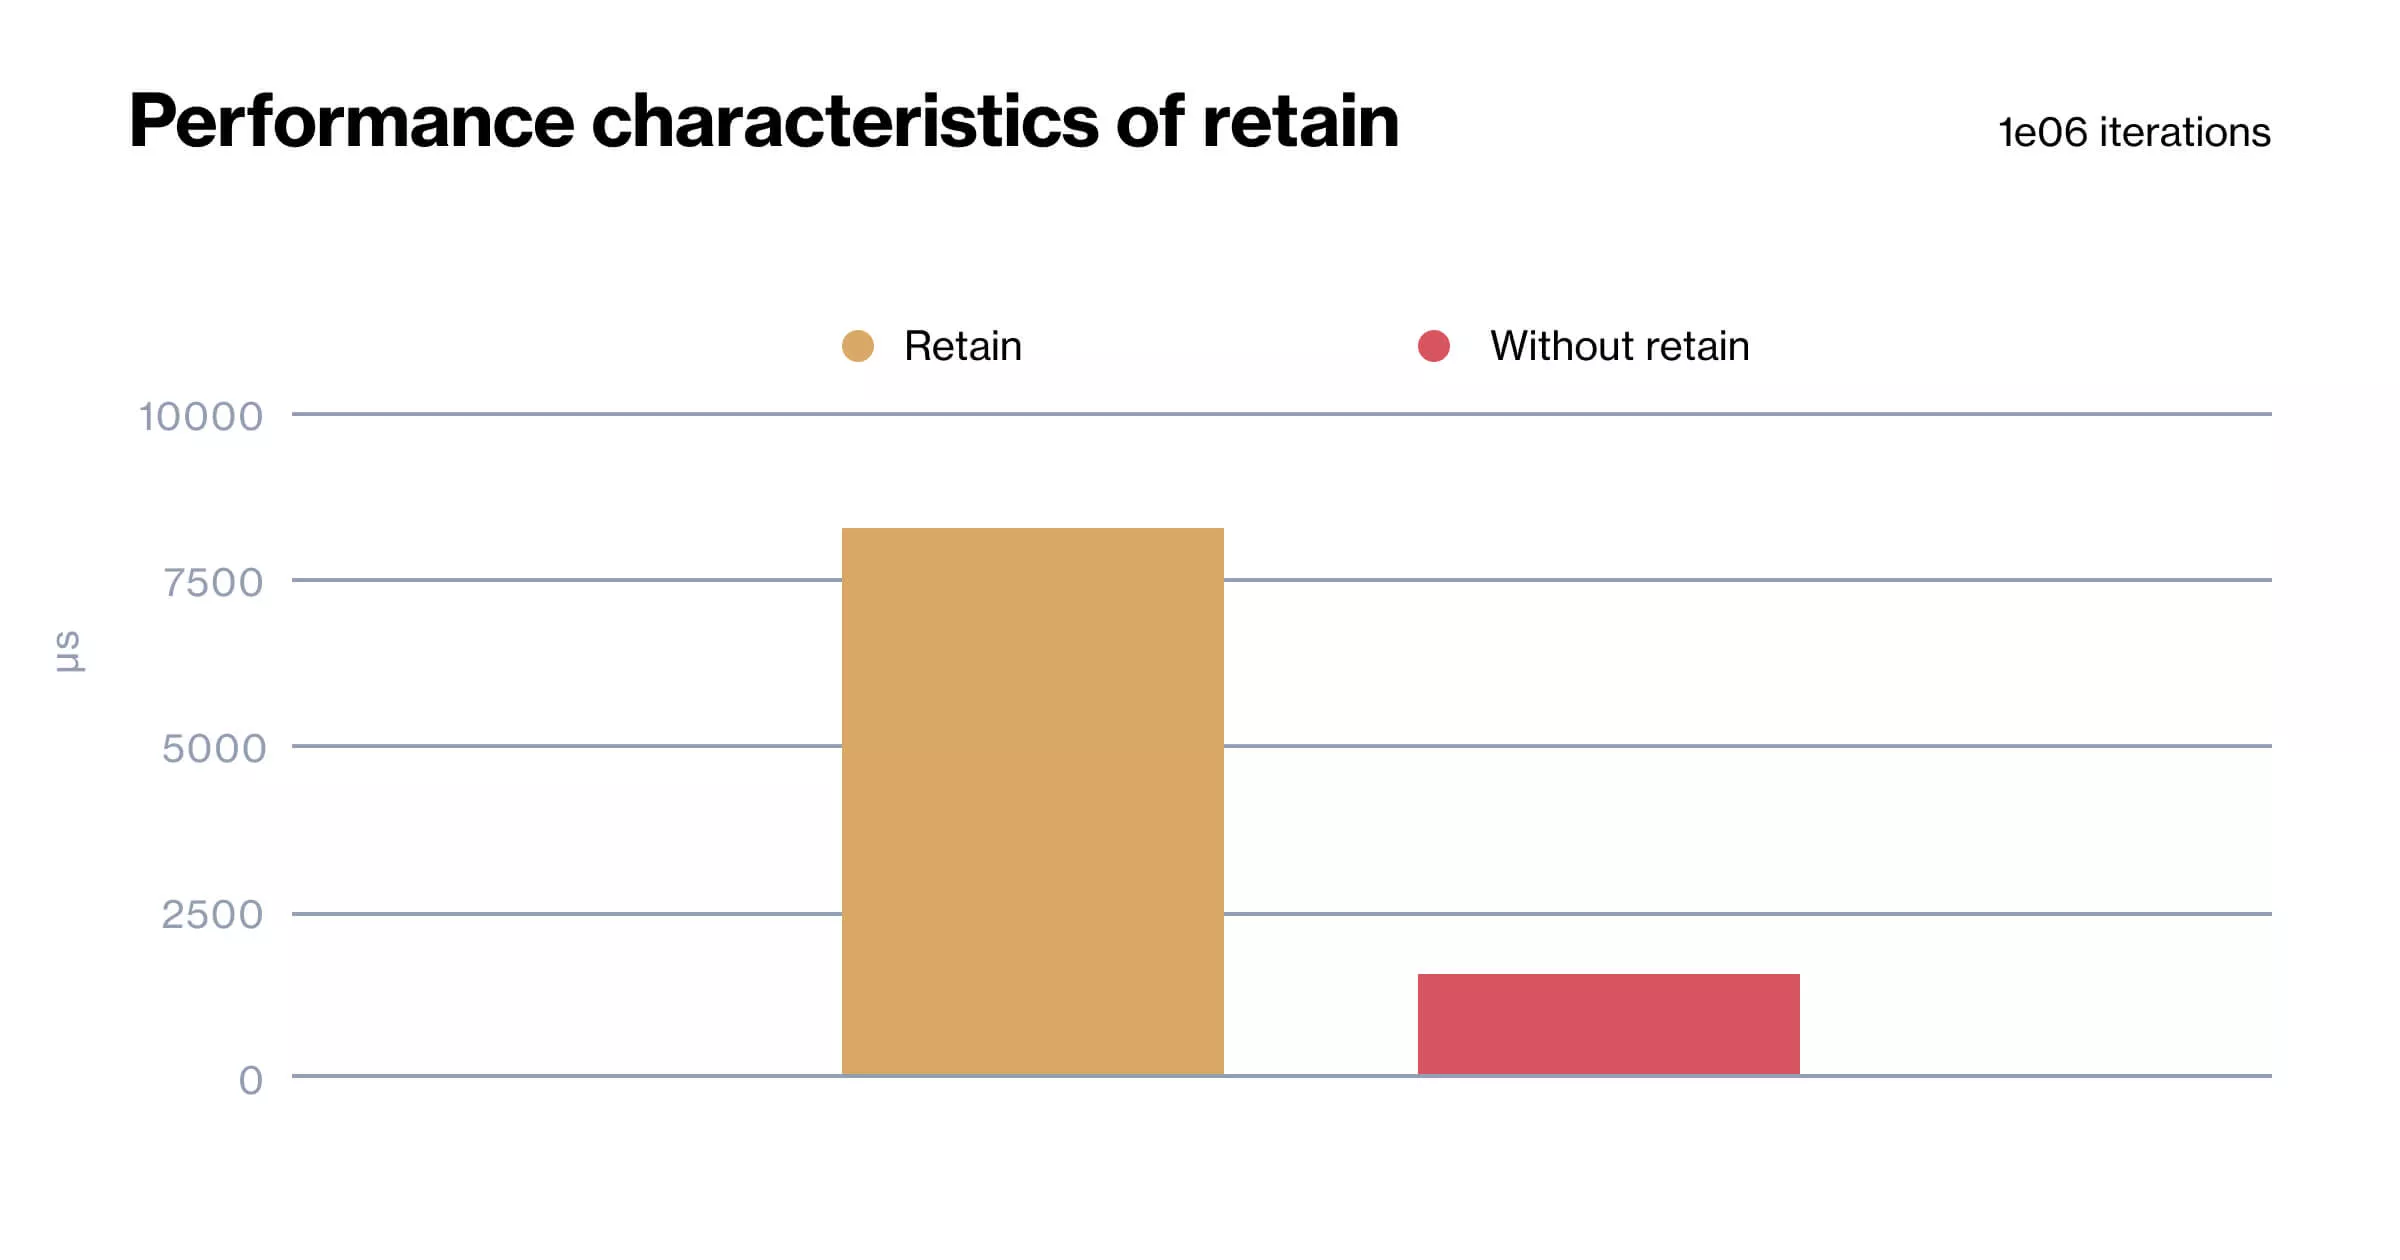 Performance characteristics of retain
1e06 iterations
Retain
Without retain
10000
7500
5000
2500
0
µs